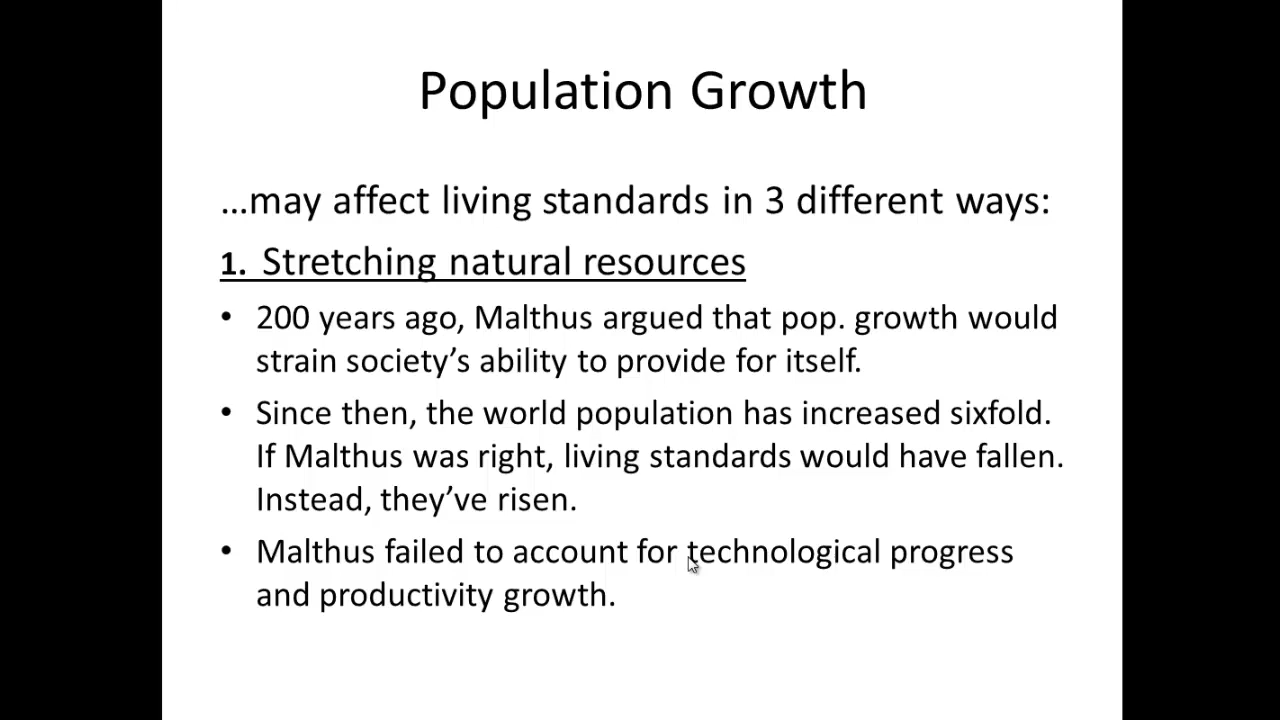 Population Growth
…may affect living standards in 3 different ways:
1. Stretching natural resources
• 200 years ago, Malthus argued that pop. growth would
strain society’s ability to provide for itself.
• Since then, the world population has increased sixfold.
If Malthus was right, living standards would have fallen.
Instead, they’ve risen.
• Malthus failed to account for technological progress
and productivity growth.